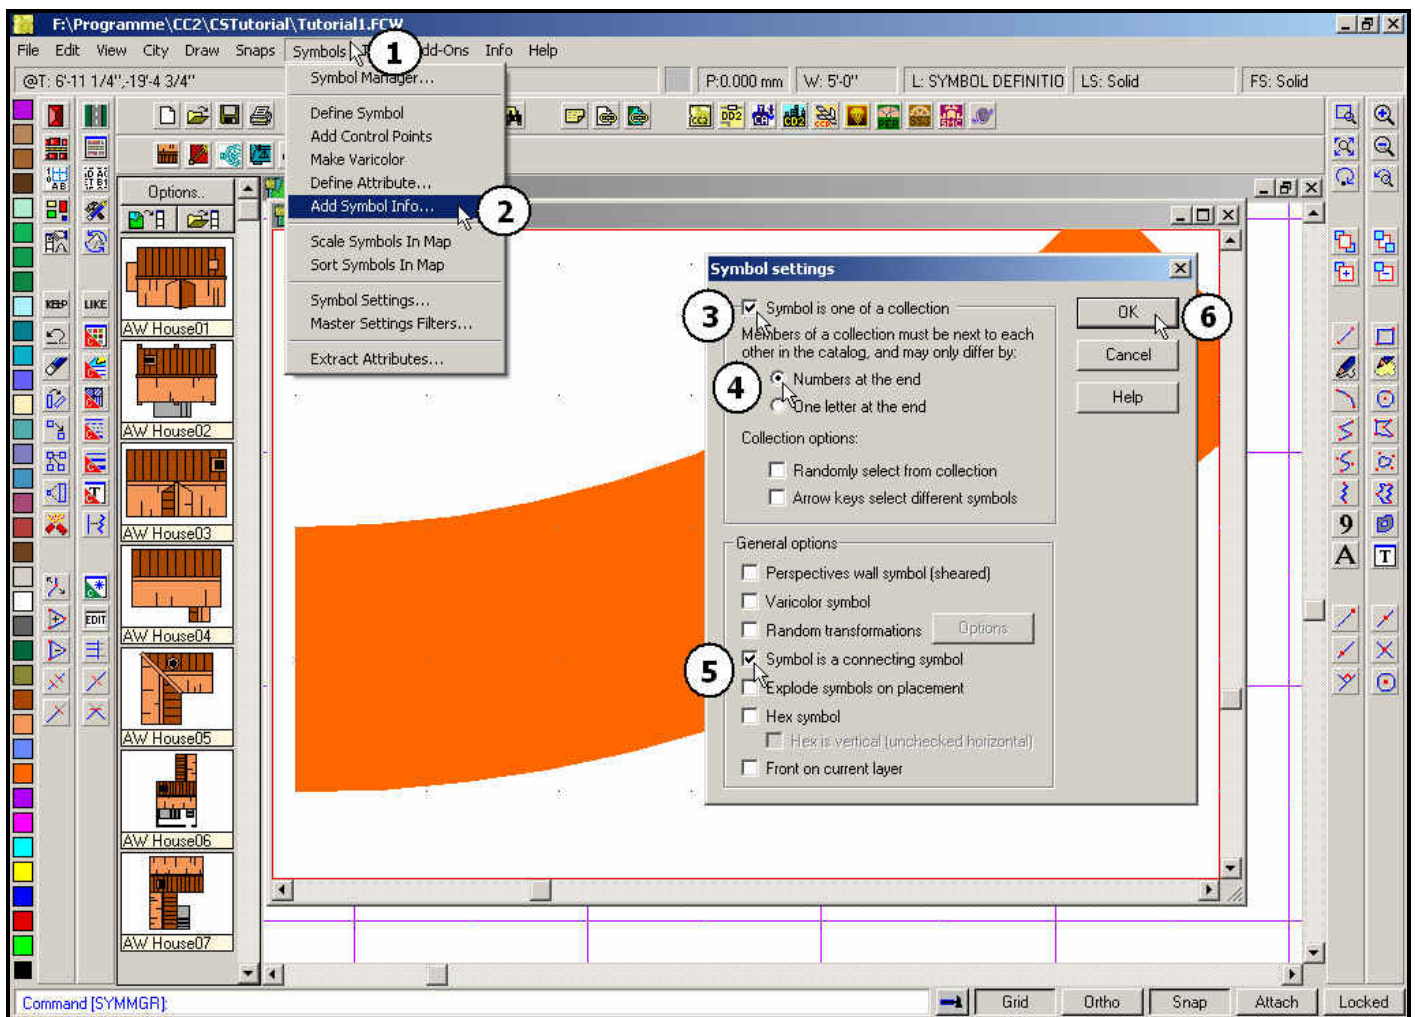 F:\Programme\CC2\CSTutorial\Tutorial1.FCW
File Edit View City Draw Snaps Symbols dd-Ons Info Help
1
@T: 6'-11 1/4",-19'-4 3/4"
P:0.000 mm
W: 5'-0"
L: SYMBOL DEFINITIO
LS: Solid
FS: Solid
Symbol Manager...
Define Symbol
Add Control Points
Make Varicolor
Define Attribute...
Add Symbol Info...
2
Scale Symbols In Map
Sort Symbols In Map
Symbol Settings...
Master Settings Filters...
Extract Attributes...
Options..
AW House01
AW House02
AW House03
AW House04
AW House05
AW House06
AW House07
KEEP
LIKE
EDIT
CC2
DD2
CD2
9
A
T
Symbol settings
3
Symbol is one of a collection
Members of a collection must be next to each
other in the catalog, and may only differ by:
4
Numbers at the end
One letter at the end
Collection options:
Randomly select from collection
Arrow keys select different symbols
OK
6
Cancel
Help
General options
Perspectives wall symbol (sheared)
Varicolor symbol
Random transformations
Options
5
Symbol is a connecting symbol
Explode symbols on placement
Hex symbol
Hex is vertical (unchecked horizontal)
Front on current layer
Command [SYMMGR]:
Grid
Ortho
Snap
Attach
Locked